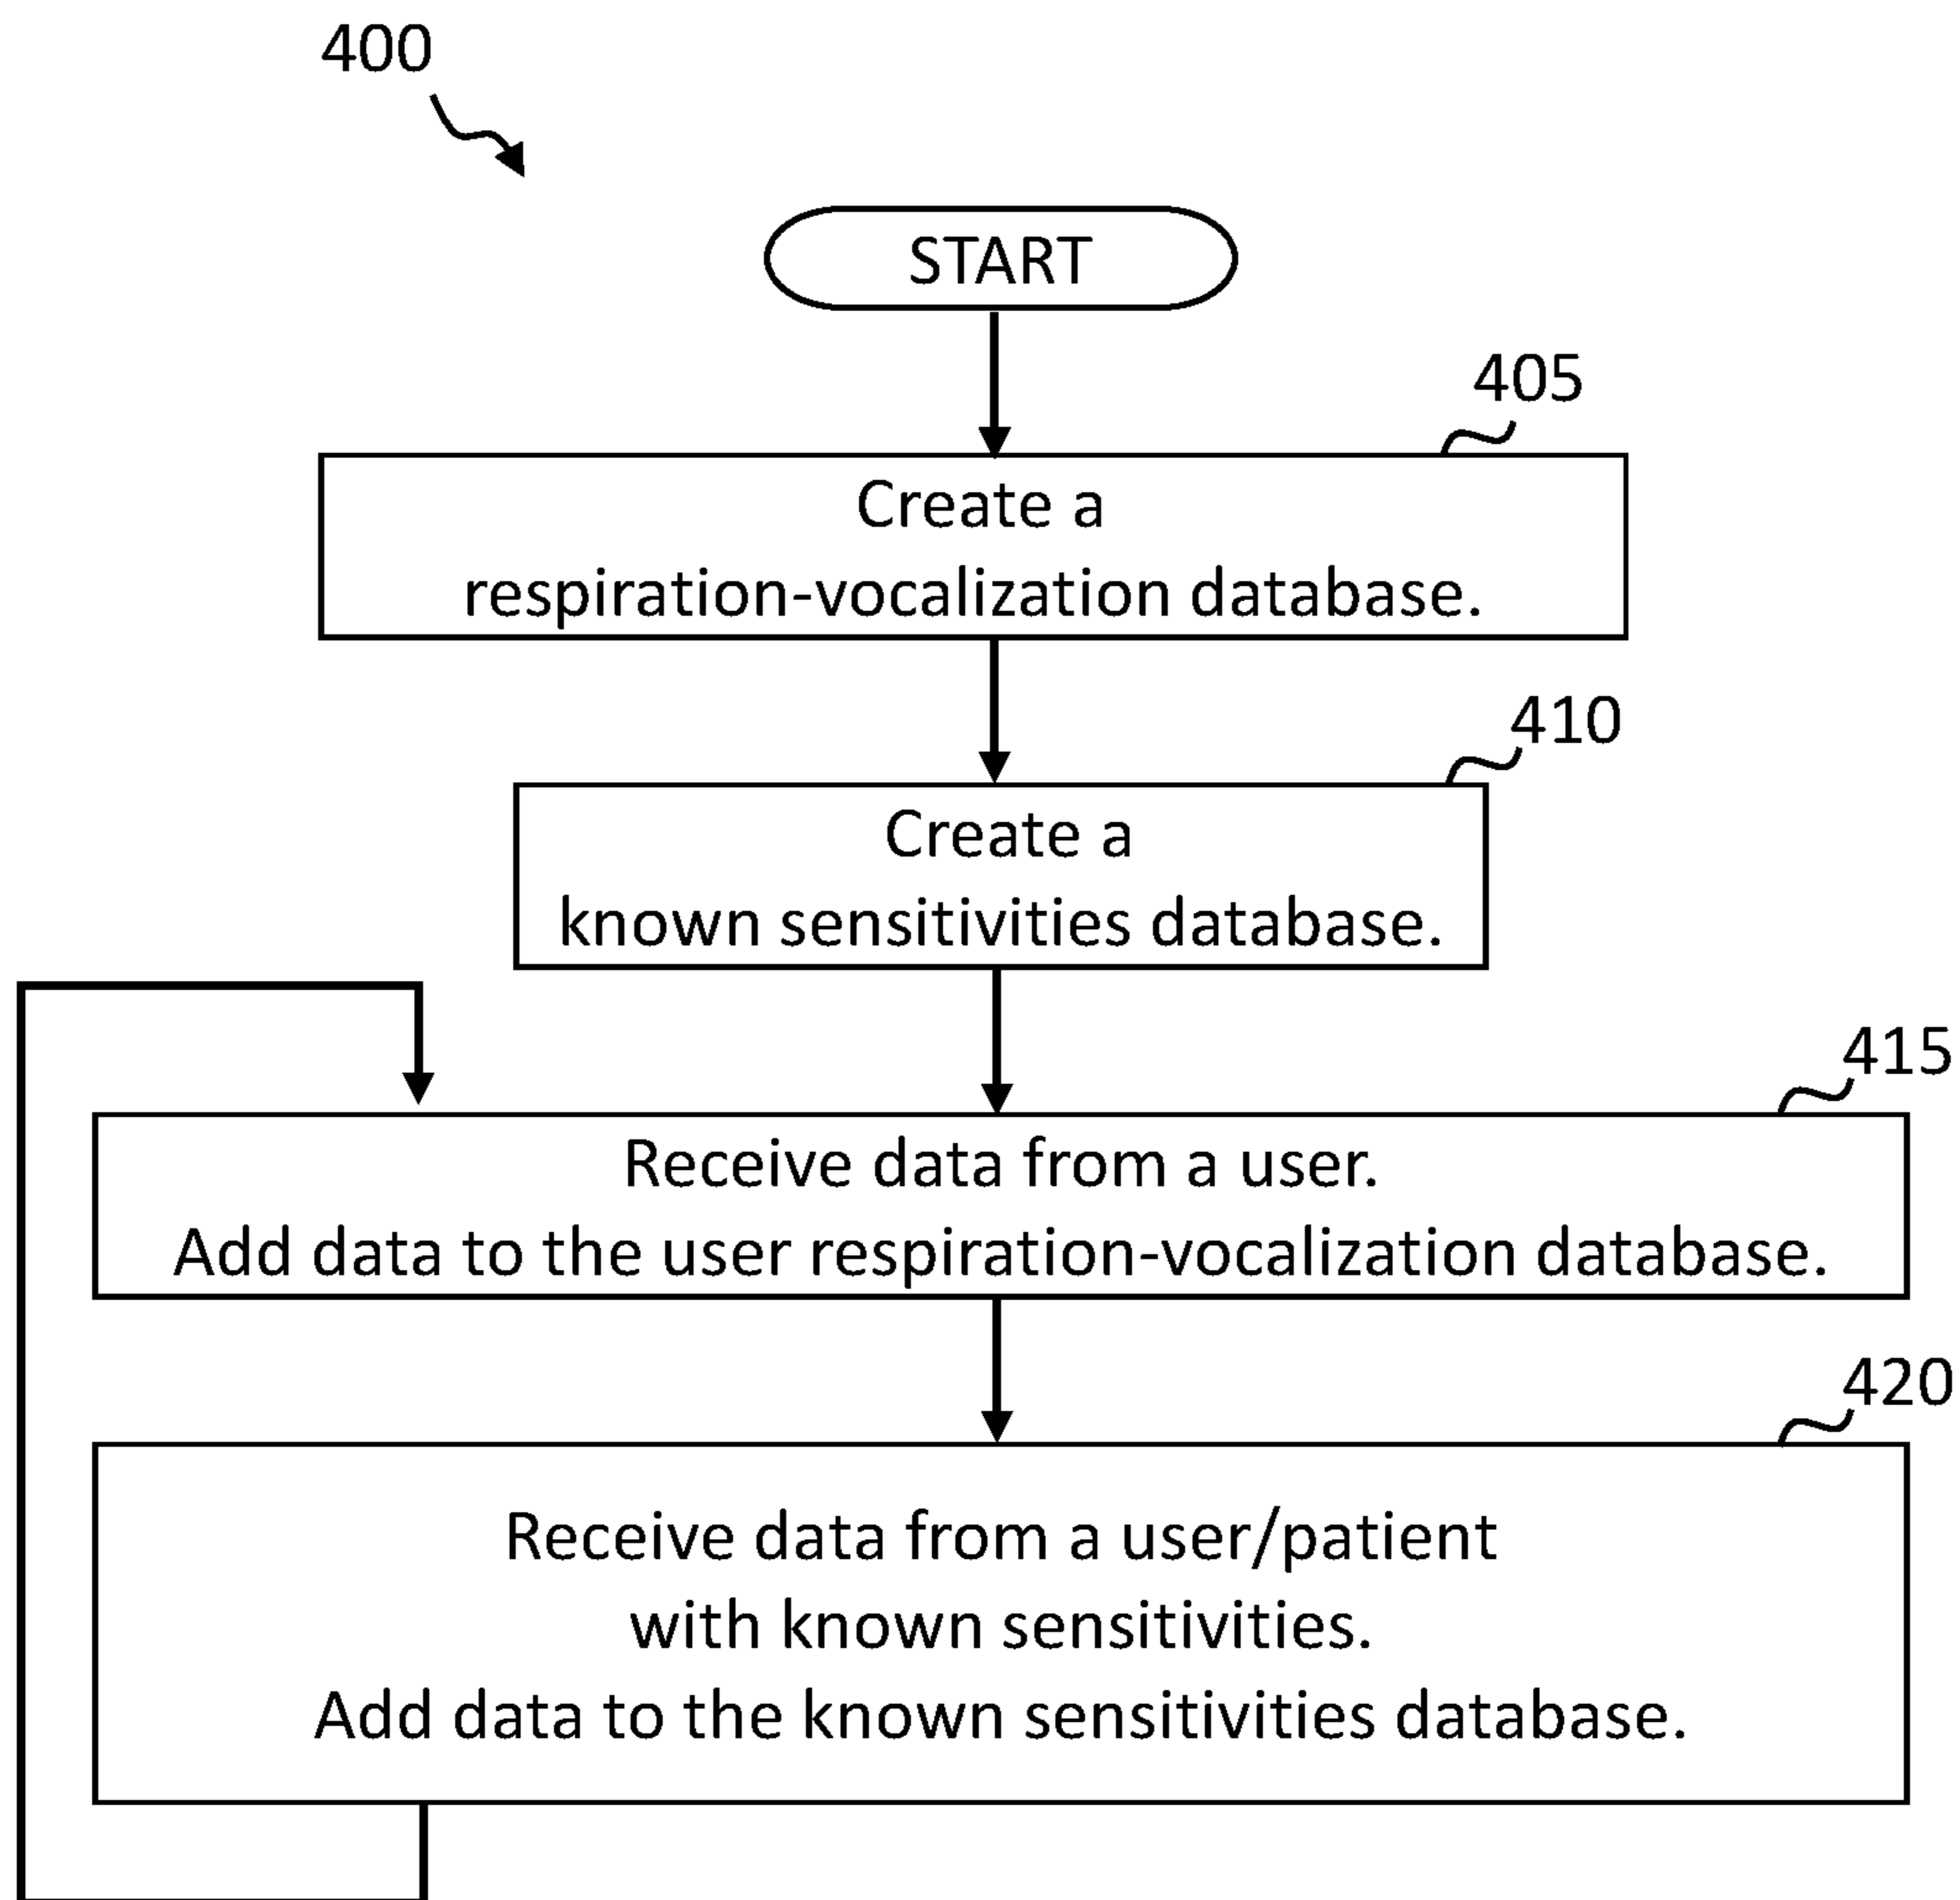 400
START
405
Create a
respiration-vocalization database.
410
Create a
known sensitivities database.
415
Receive data from a user.
Add data to the user respiration-vocalization database.
420
Receive data from a user/patient
with known sensitivities.
Add data to the known sensitivities database.